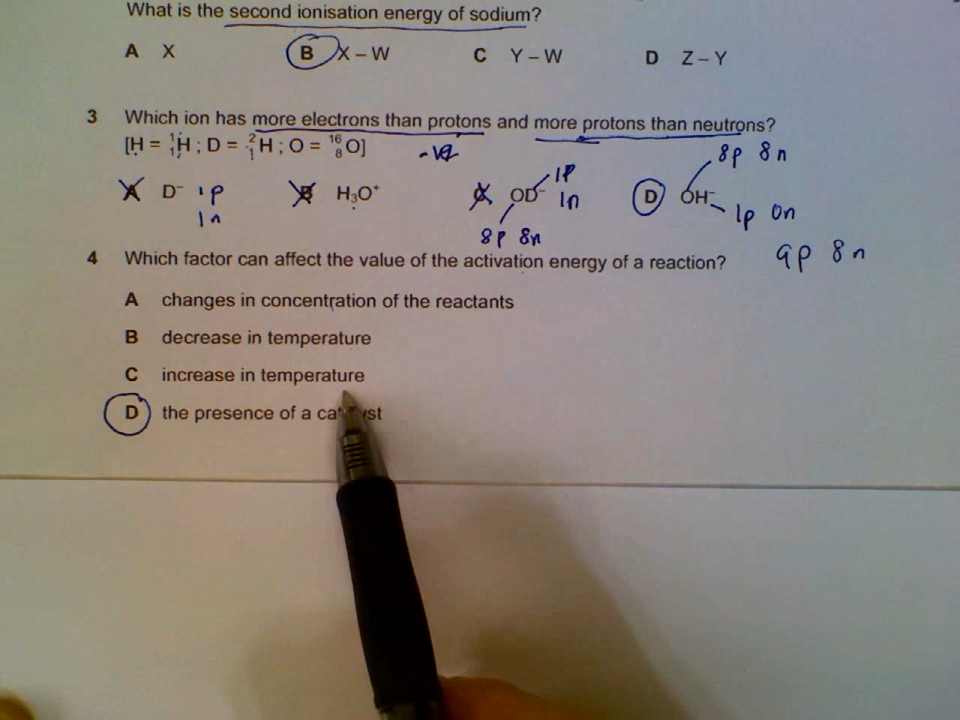 What is the second ionisation energy of sodium?
A X B X – W C Y – W D Z – Y
3 Which ion has more electrons than protons and more protons than neutrons?
[H = ¹₁H ; D = ²₁H ; O = ¹⁶₈O] -ve 8p 8n
A D⁻ 1p B H₃O⁺ C OD⁻ 1p D OH⁻
1n 1n 1p 0n
8p 8n
9p 8n
4 Which factor can affect the value of the activation energy of a reaction?
A changes in concentration of the reactants
B decrease in temperature
C increase in temperature
D the presence of a